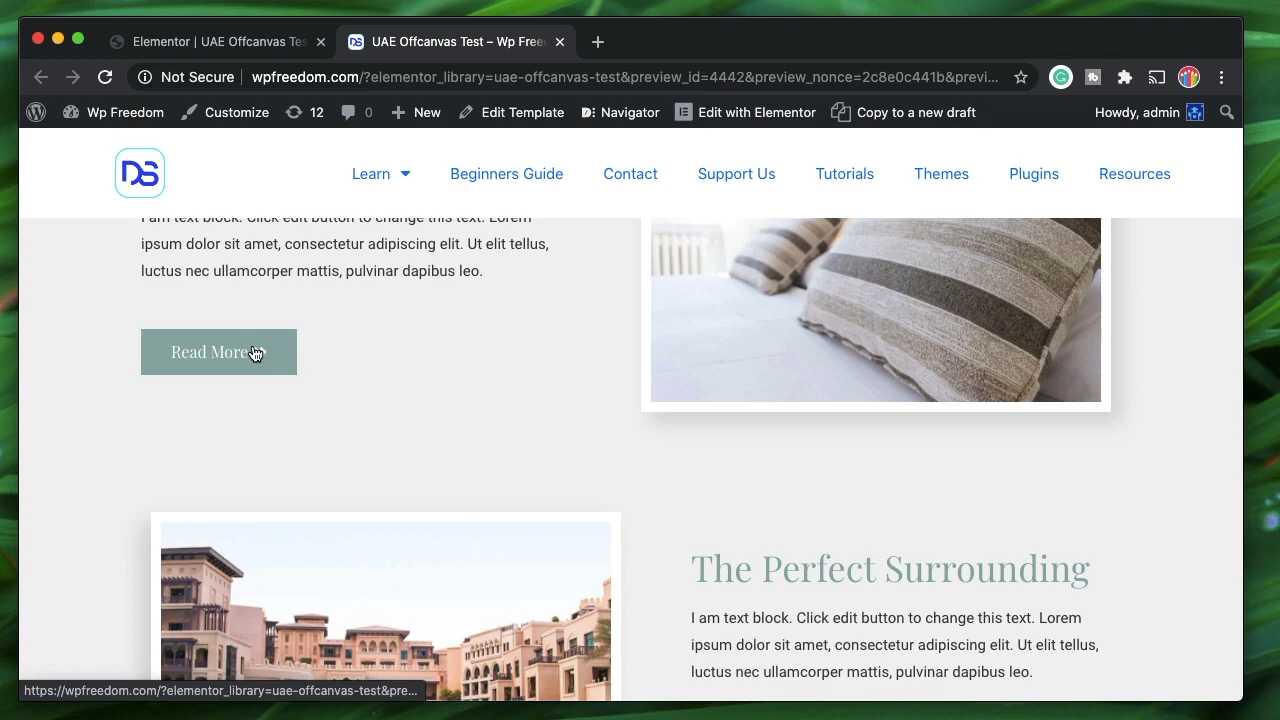 Elementor | UAE Offcanvas Tes
UAE Offcanvas Test – Wp Free
Not Secure
wpfreedom.com/?elementor_library=uae-offcanvas-test&preview_id=4442&preview_nonce=2c8e0c441b&previ...
Wp Freedom
Customize
12
0
New
Edit Template
Navigator
Edit with Elementor
Copy to a new draft
Howdy, admin
DS
Learn
Beginners Guide
Contact
Support Us
Tutorials
Themes
Plugins
Resources
I am text block. Click edit button to change this text. Lorem
ipsum dolor sit amet, consectetur adipiscing elit. Ut elit tellus,
luctus nec ullamcorper mattis, pulvinar dapibus leo.
Read More
The Perfect Surrounding
I am text block. Click edit button to change this text. Lorem
ipsum dolor sit amet, consectetur adipiscing elit. Ut elit tellus,
luctus nec ullamcorper mattis, pulvinar dapibus leo.
https://wpfreedom.com/?elementor_library=uae-offcanvas-test&pre...